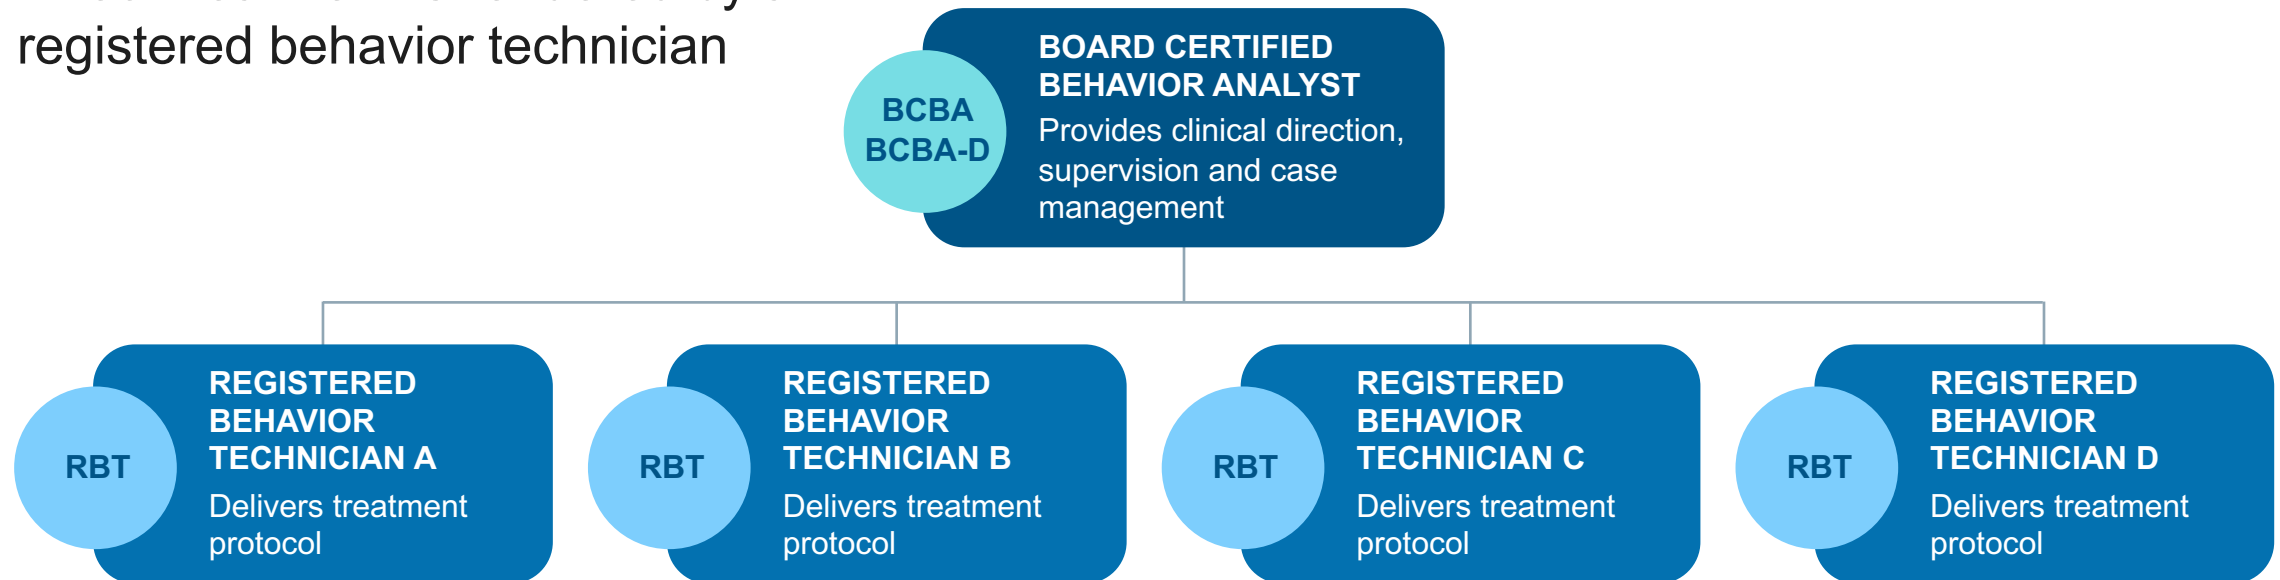 registered behavior technician
BCBA
BCBA-D
BOARD CERTIFIED
BEHAVIOR ANALYST
Provides clinical direction,
supervision and case
management
RBT
REGISTERED
BEHAVIOR
TECHNICIAN A
Delivers treatment
protocol
RBT
REGISTERED
BEHAVIOR
TECHNICIAN B
Delivers treatment
protocol
RBT
REGISTERED
BEHAVIOR
TECHNICIAN C
Delivers treatment
protocol
RBT
REGISTERED
BEHAVIOR
TECHNICIAN D
Delivers treatment
protocol